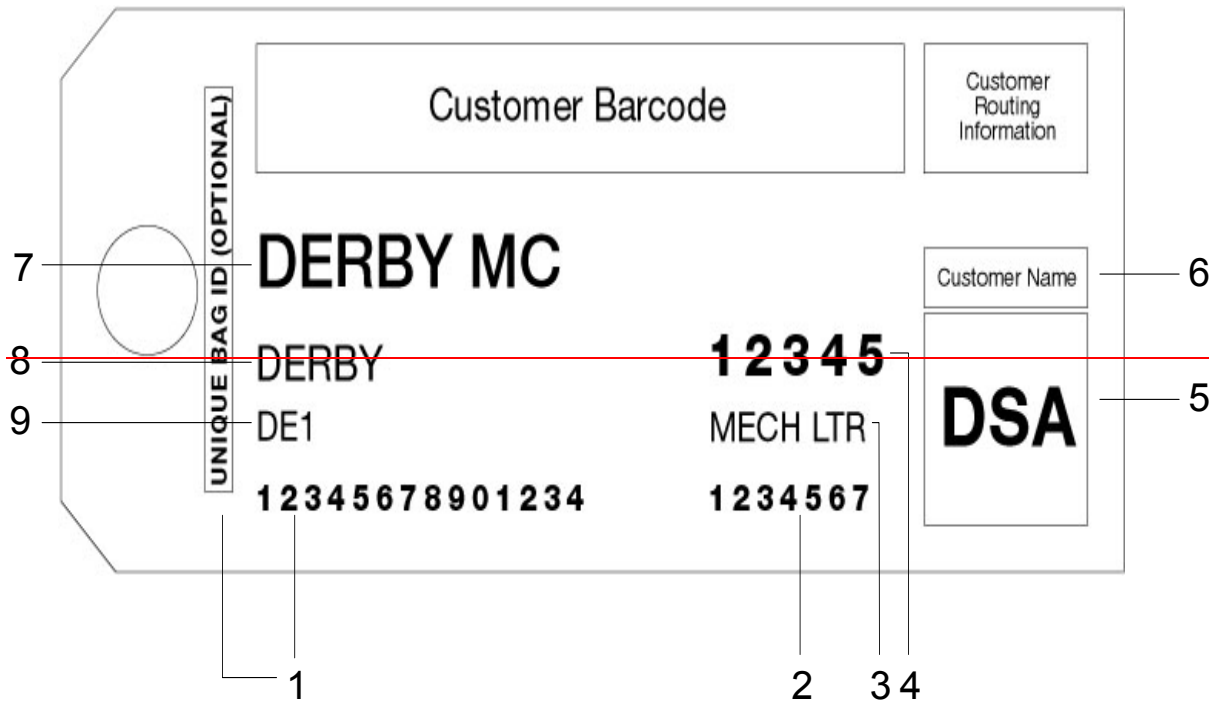 Customer Barcode
Customer
Routing
Information
UNIQUE BAG ID (OPTIONAL)
7
DERBY MC
Customer Name
6
8
DERBY
12345
DSA
5
9
DE1
MECH LTR
12345678901234
1234567
1
2
3
4